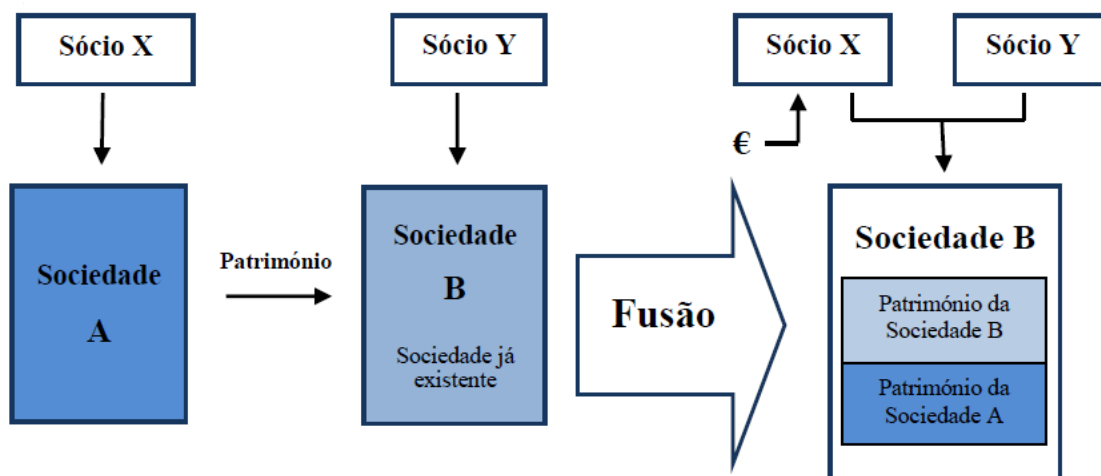 Sócio X
Sócio Y
Sócio X
Sócio Y
€
Sociedade
A
Património
Sociedade
B
Sociedade já
existente
Fusão
Sociedade B
Património da
Sociedade B
Património da
Sociedade A